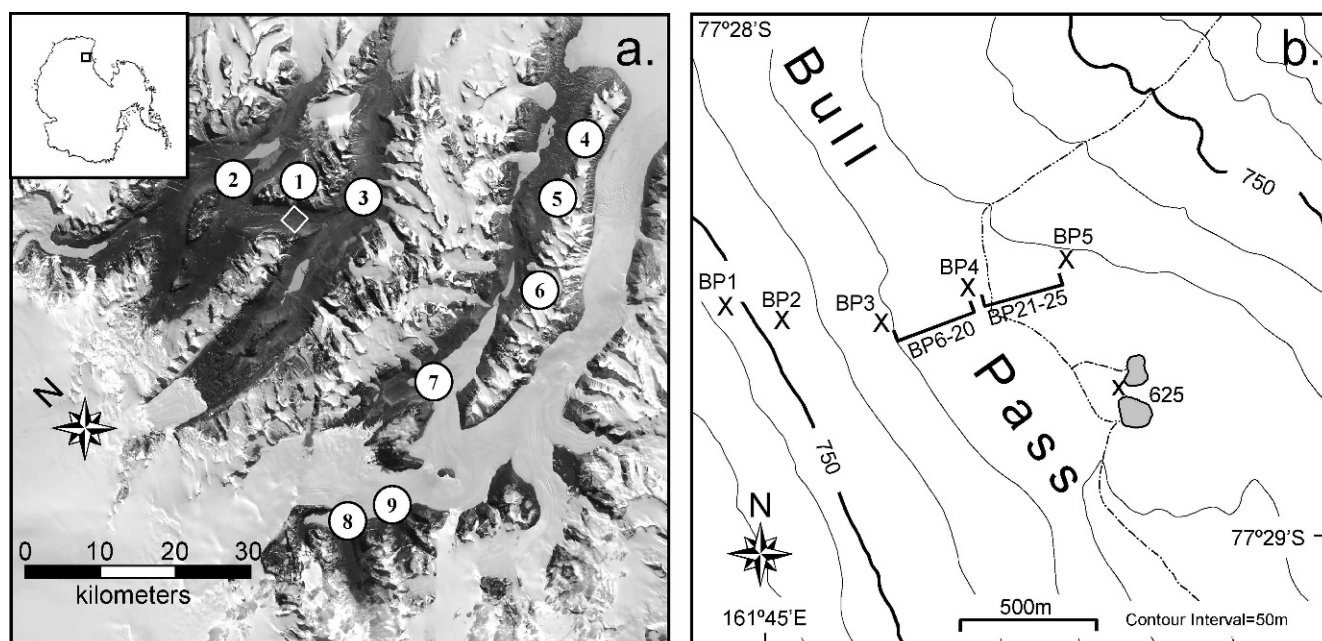 a.
1
2
3
4
5
6
7
8
9
N
0 10 20 30
kilometers
b.
77º28'S
Bull
Pass
750
BP1
BP2
BP3
BP4
BP5
BP6-20
BP21-25
625
750
N
77º29'S
161º45'E
500m
Contour Interval=50m